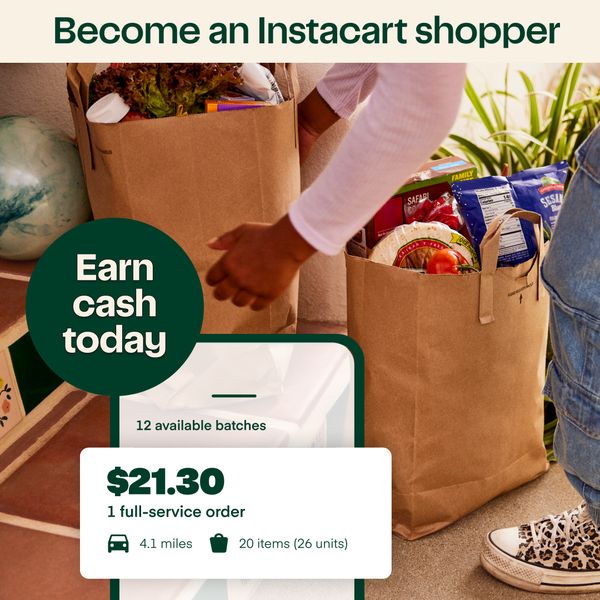 Become an Instacart shopper
FAMILY
SAFARI
SESAME
Earn
cash
today
12 available batches
$21.30
1 full-service order
4.1 miles
20 items (26 units)